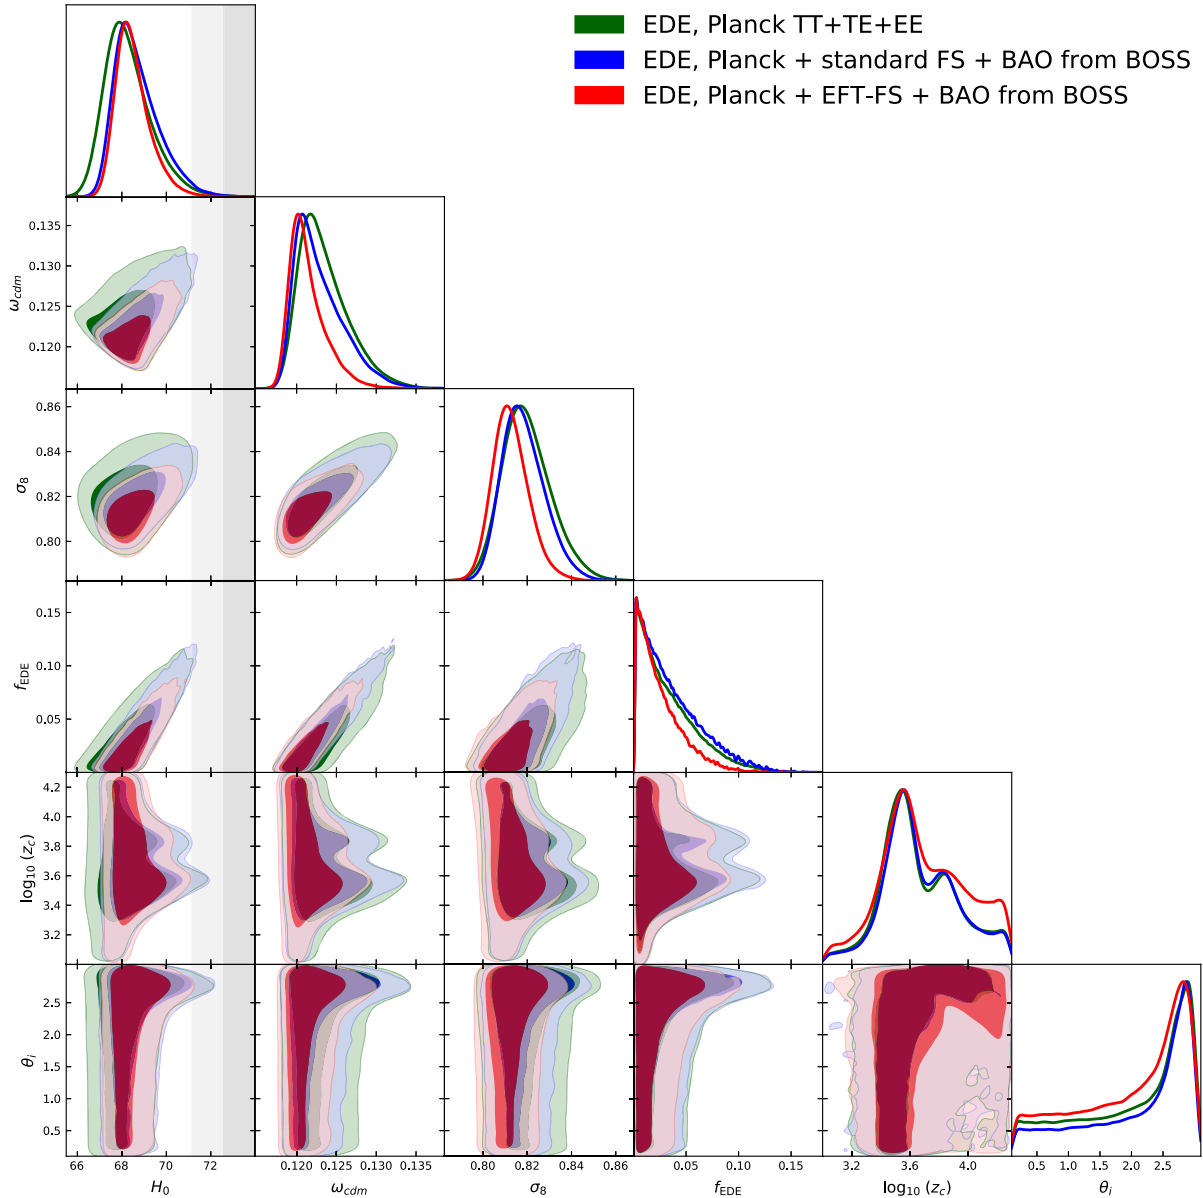 EDE, Planck TT+TE+EE
EDE, Planck + standard FS + BAO from BOSS
EDE, Planck + EFT-FS + BAO from BOSS
0.135
0.130
0.125
0.120
ω_cdm
0.86
0.84
0.82
0.80
σ_8
0.15
0.10
0.05
f_EDE
4.2
4.0
3.8
3.6
3.4
3.2
log_10 (z_c)
2.5
2.0
1.5
1.0
0.5
θ_i
66 68 70 72
0.120 0.125 0.130 0.135
0.80 0.82 0.84 0.86
0.05 0.10 0.15
3.2 3.6 4.0
0.5 1.0 1.5 2.0 2.5
H_0
ω_cdm
σ_8
f_EDE
log_10 (z_c)
θ_i